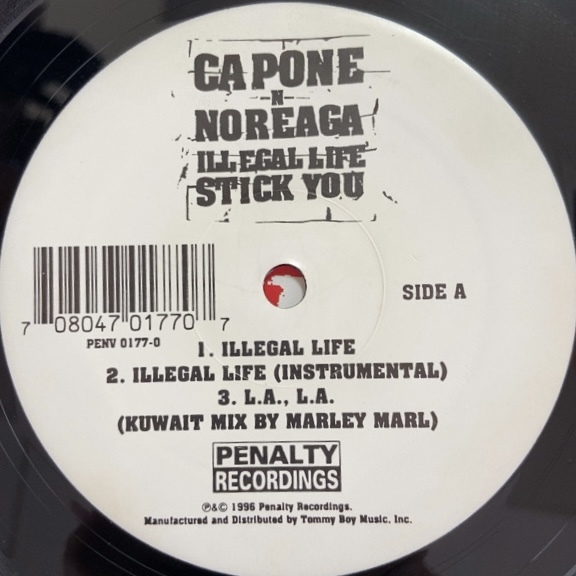 CAPONE
-N-
NOREAGA
ILLEGAL LIFE
STICK YOU
SIDE A
7 08047 01770 7
PENV 0177-0
1. ILLEGAL LIFE
2. ILLEGAL LIFE (INSTRUMENTAL)
3. L.A., L.A.
(KUWAIT MIX BY MARLEY MARL)
PENALTY
RECORDINGS
℗&© 1996 Penalty Recordings.
Manufactured and Distributed by Tommy Boy Music, Inc.